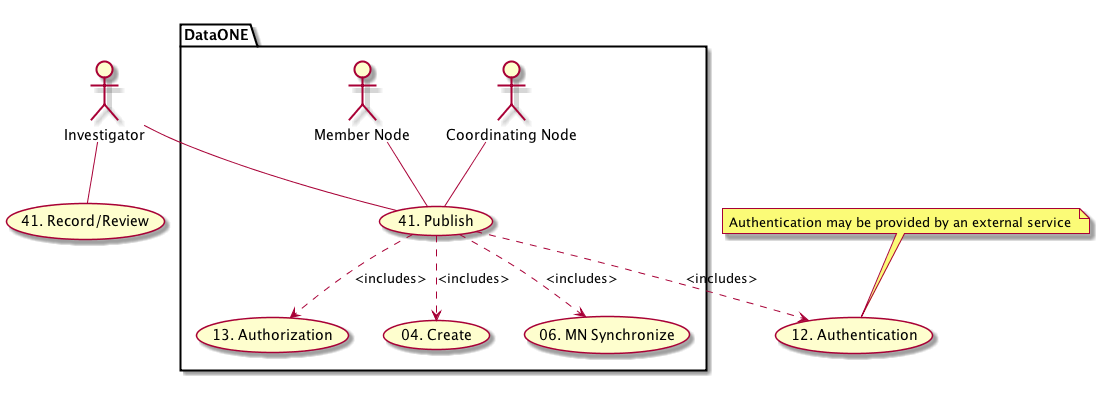 DataONE
Investigator
Member Node
Coordinating Node
41. Record/Review
41. Publish
Authentication may be provided by an external service
<includes>
<includes>
<includes>
<includes>
13. Authorization
04. Create
06. MN Synchronize
12. Authentication